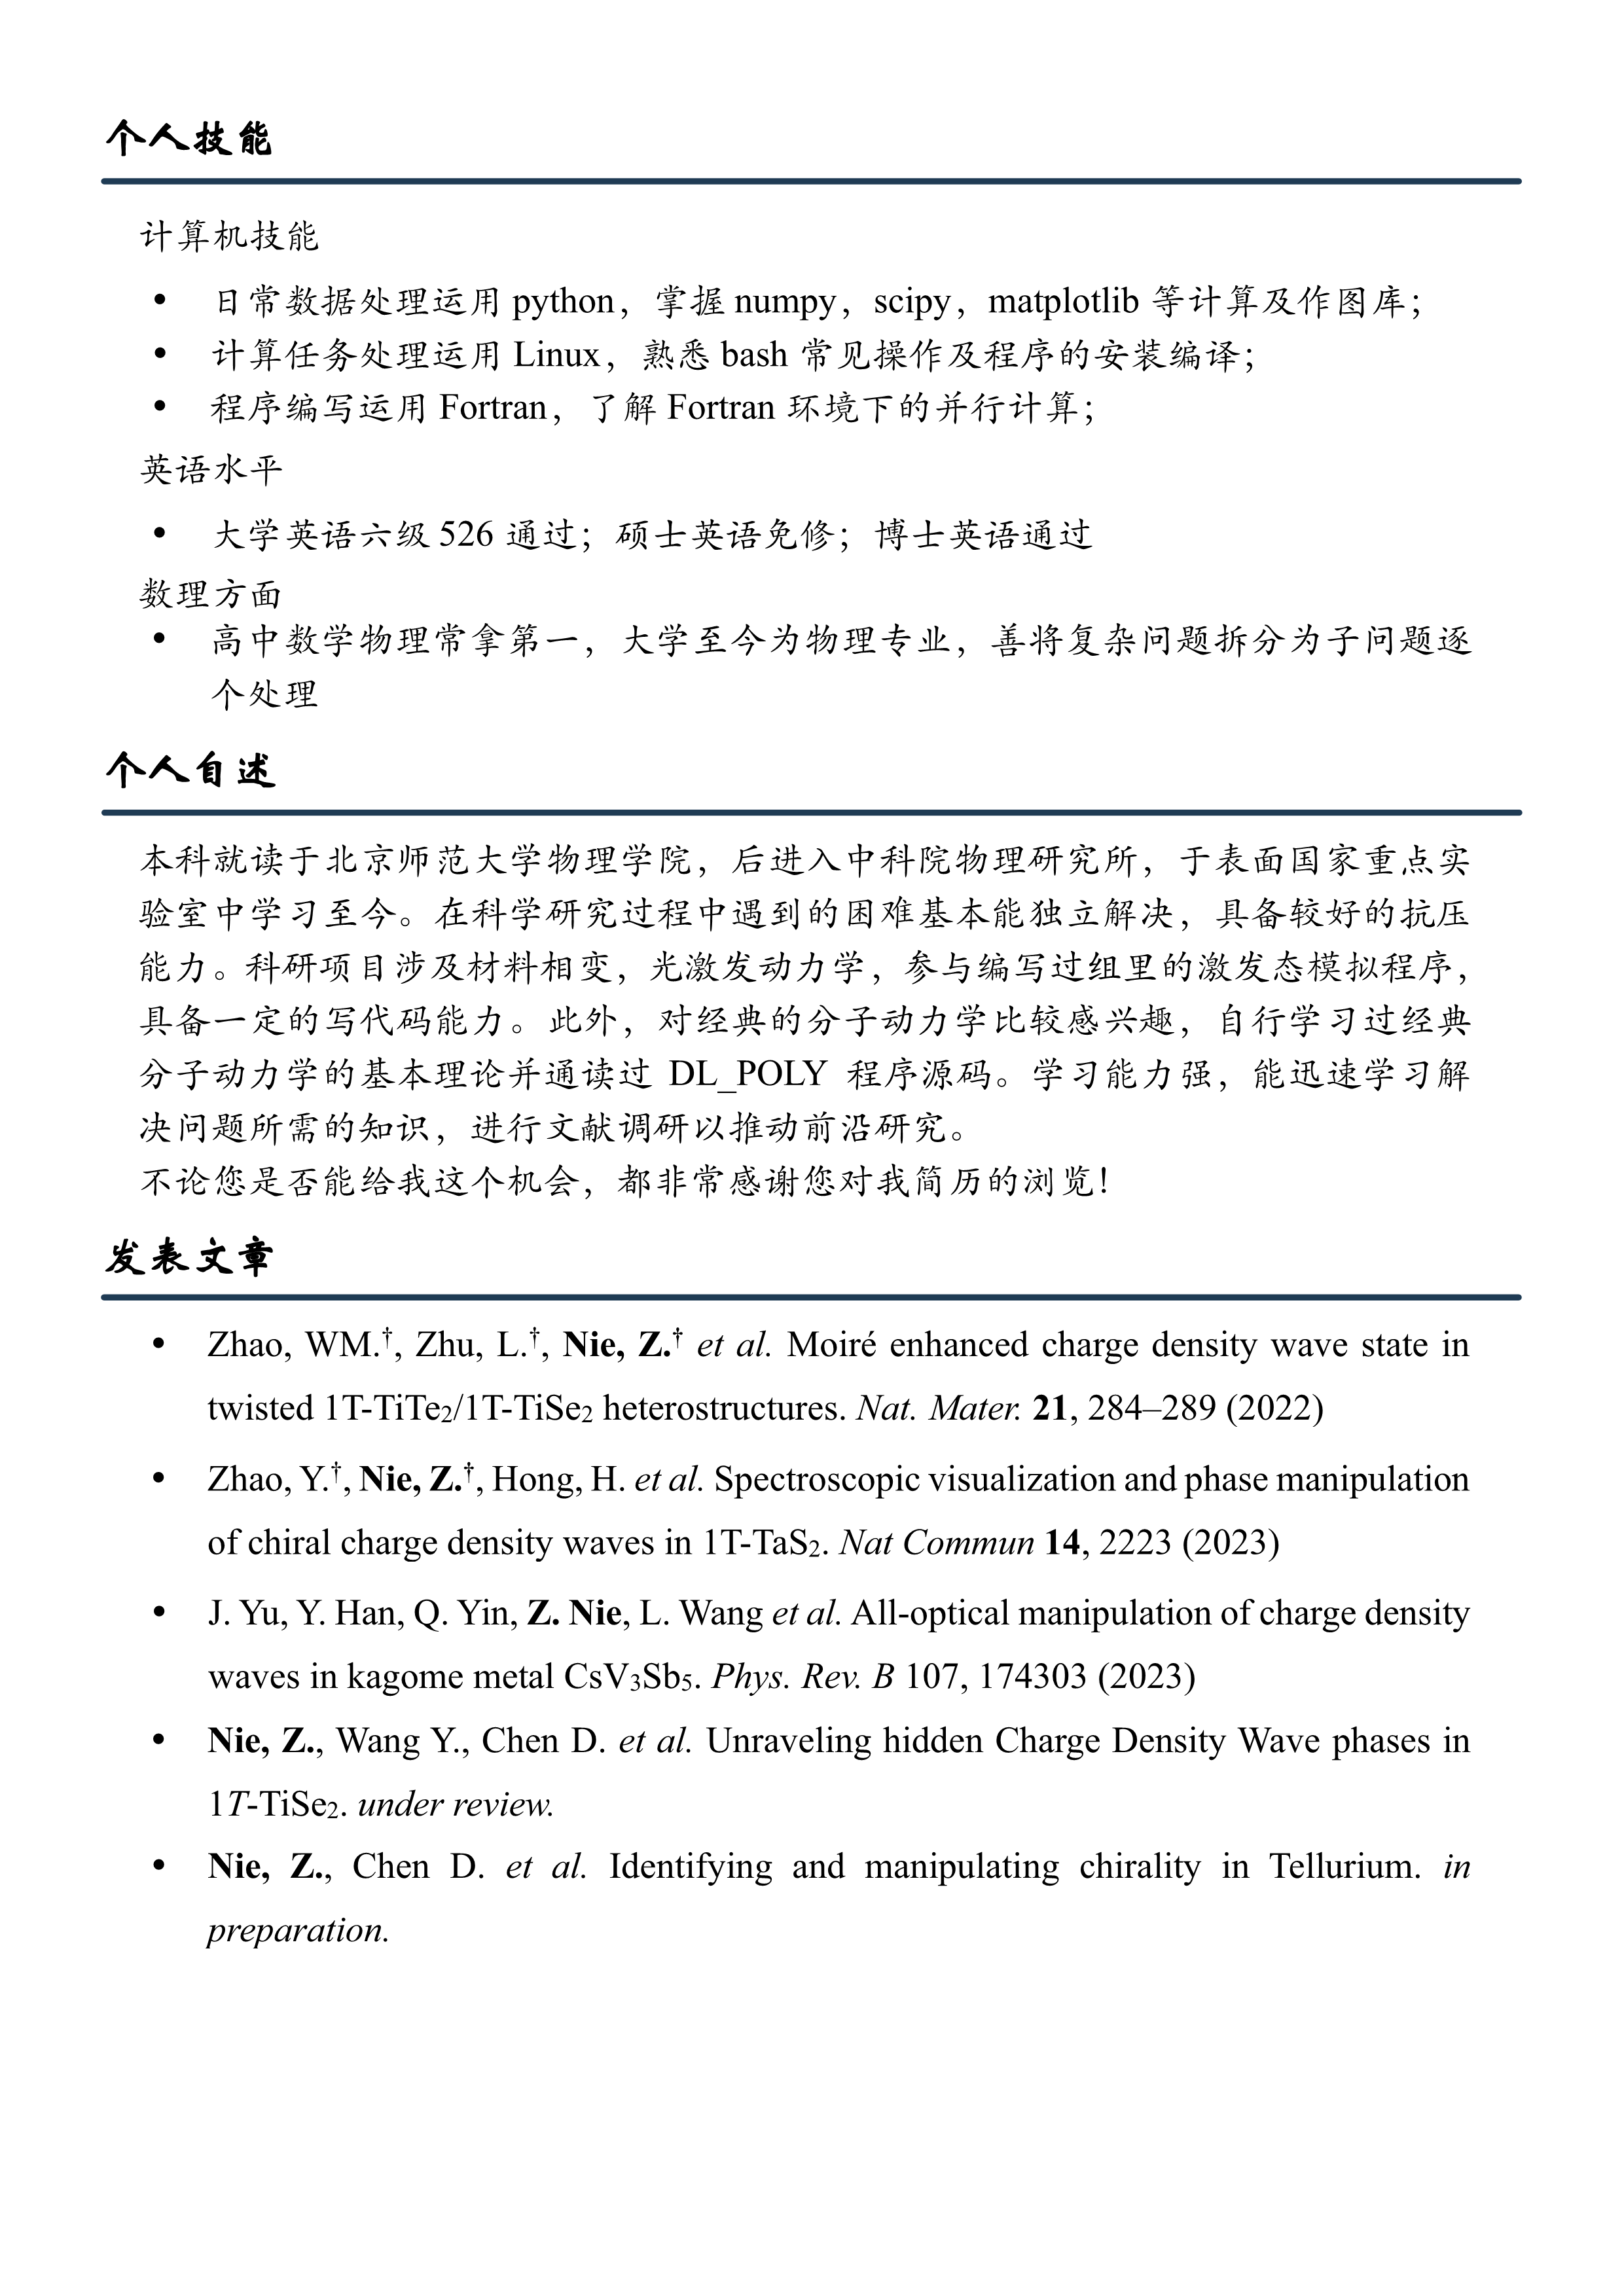 个人技能
计算机技能
• 日常数据处理运用 python，掌握 numpy，scipy，matplotlib 等计算及作图库；
• 计算任务处理运用 Linux，熟悉 bash 常见操作及程序的安装编译；
• 程序编写运用 Fortran，了解 Fortran 环境下的并行计算；
英语水平
• 大学英语六级 526 通过；硕士英语免修；博士英语通过
数理方面
• 高中数学物理常拿第一，大学至今为物理专业，善将复杂问题拆分为子问题逐
个处理
个人自述
本科就读于北京师范大学物理学院，后进入中科院物理研究所，于表面国家重点实
验室中学习至今。在科学研究过程中遇到的困难基本能独立解决，具备较好的抗压
能力。科研项目涉及材料相变，光激发动力学，参与编写过组里的激发态模拟程序，
具备一定的写代码能力。此外，对经典的分子动力学比较感兴趣，自行学习过经典
分子动力学的基本理论并通读过 DL_POLY 程序源码。学习能力强，能迅速学习解
决问题所需的知识，进行文献调研以推动前沿研究。
不论您是否能给我这个机会，都非常感谢您对我简历的浏览！
发表文章
• Zhao, WM.†, Zhu, L.†, Nie, Z.† et al. Moiré enhanced charge density wave state in
twisted 1T-TiTe₂/1T-TiSe₂ heterostructures. Nat. Mater. 21, 284–289 (2022)
• Zhao, Y.†, Nie, Z.†, Hong, H. et al. Spectroscopic visualization and phase manipulation
of chiral charge density waves in 1T-TaS₂. Nat Commun 14, 2223 (2023)
• J. Yu, Y. Han, Q. Yin, Z. Nie, L. Wang et al. All-optical manipulation of charge density
waves in kagome metal CsV₃Sb₅. Phys. Rev. B 107, 174303 (2023)
• Nie, Z., Wang Y., Chen D. et al. Unraveling hidden Charge Density Wave phases in
1T-TiSe₂. under review.
• Nie, Z., Chen D. et al. Identifying and manipulating chirality in Tellurium. in
preparation.